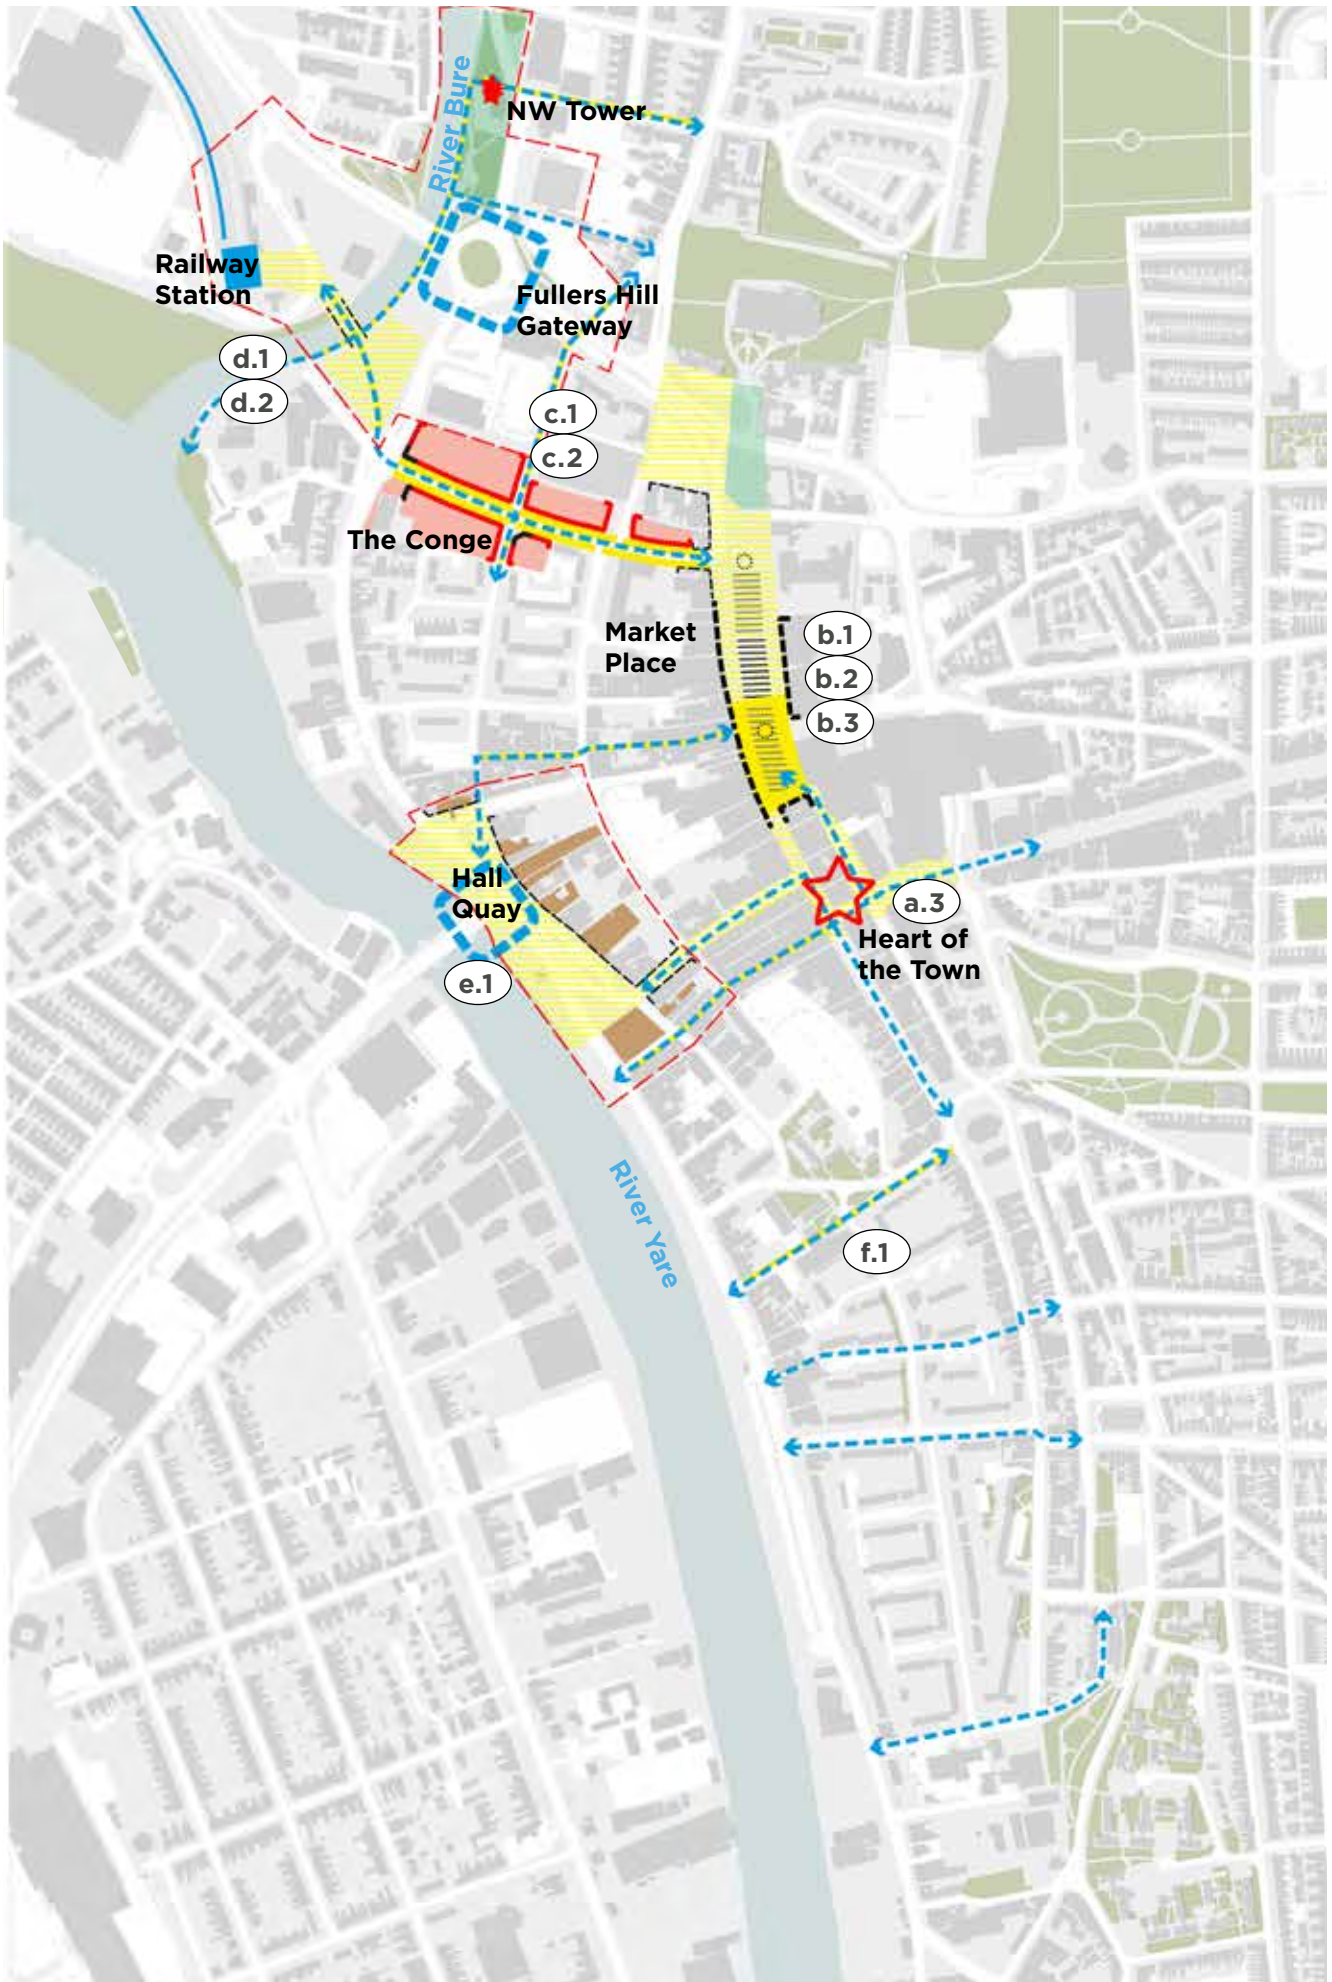 River Bure
NW Tower
Railway
Station
Fullers Hill
Gateway
d.1
d.2
c.1
c.2
The Conge
Market
Place
b.1
b.2
b.3
Hall
Quay
a.3
Heart of
the Town
e.1
River Yare
f.1